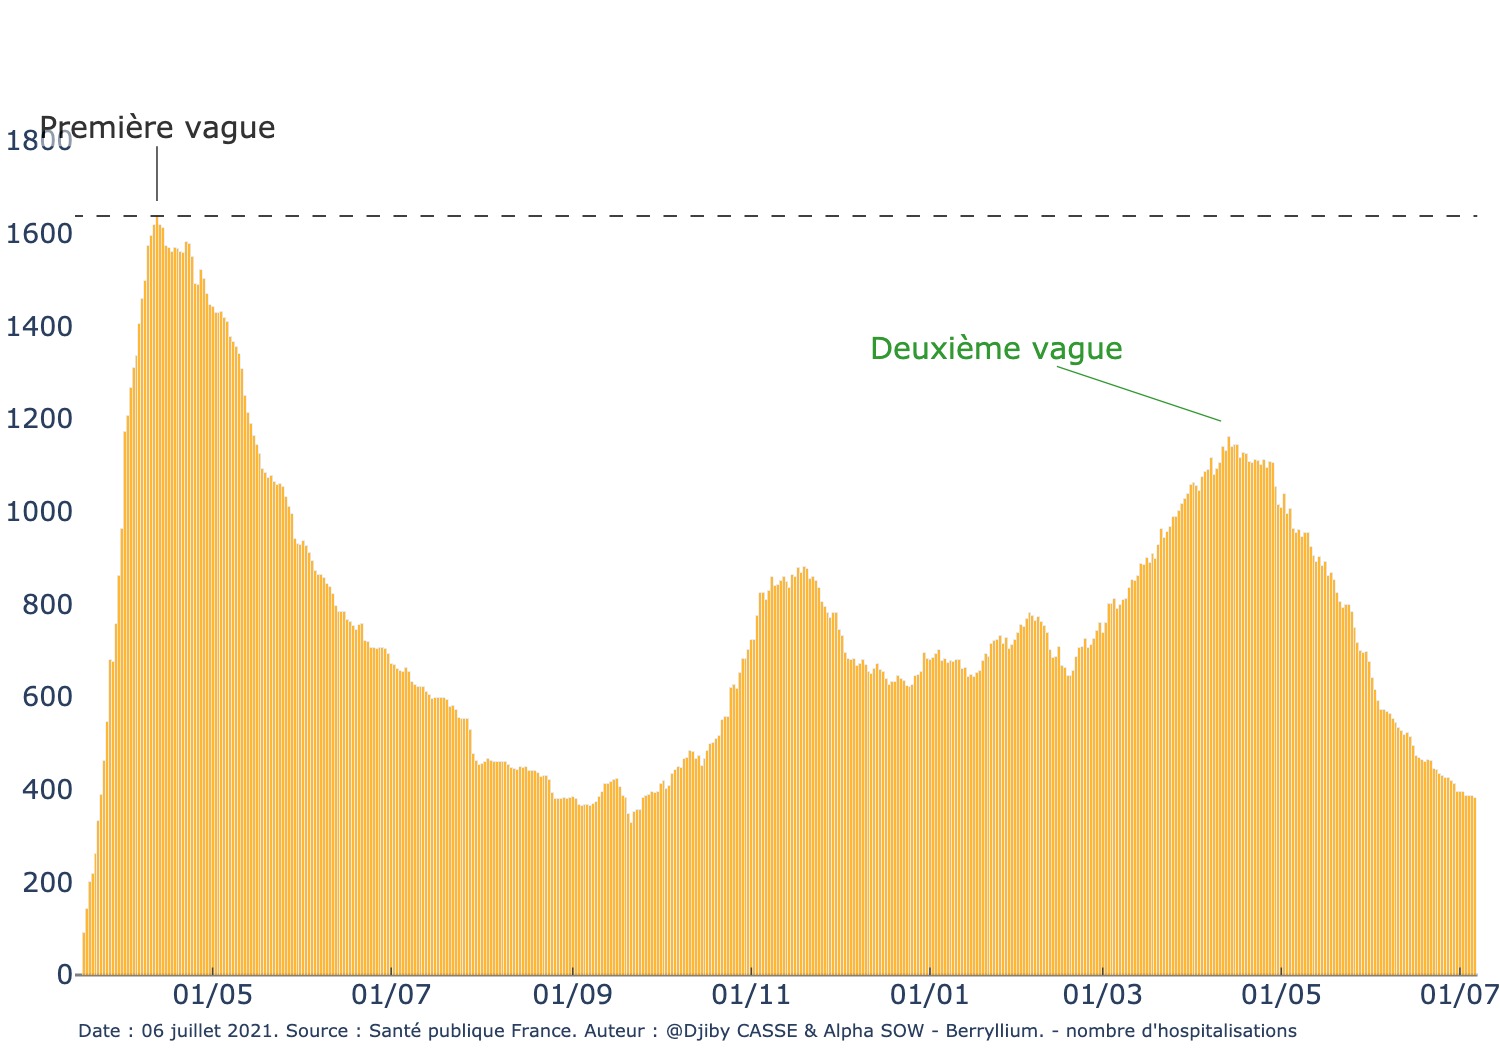 Première vague
1800
1600
1400
Deuxième vague
1200
1000
800
600
400
200
0
01/05 01/07 01/09 01/11 01/01 01/03 01/05 01/07
Date : 06 juillet 2021. Source : Santé publique France. Auteur : @Djiby CASSE & Alpha SOW - Berryllium. - nombre d'hospitalisations